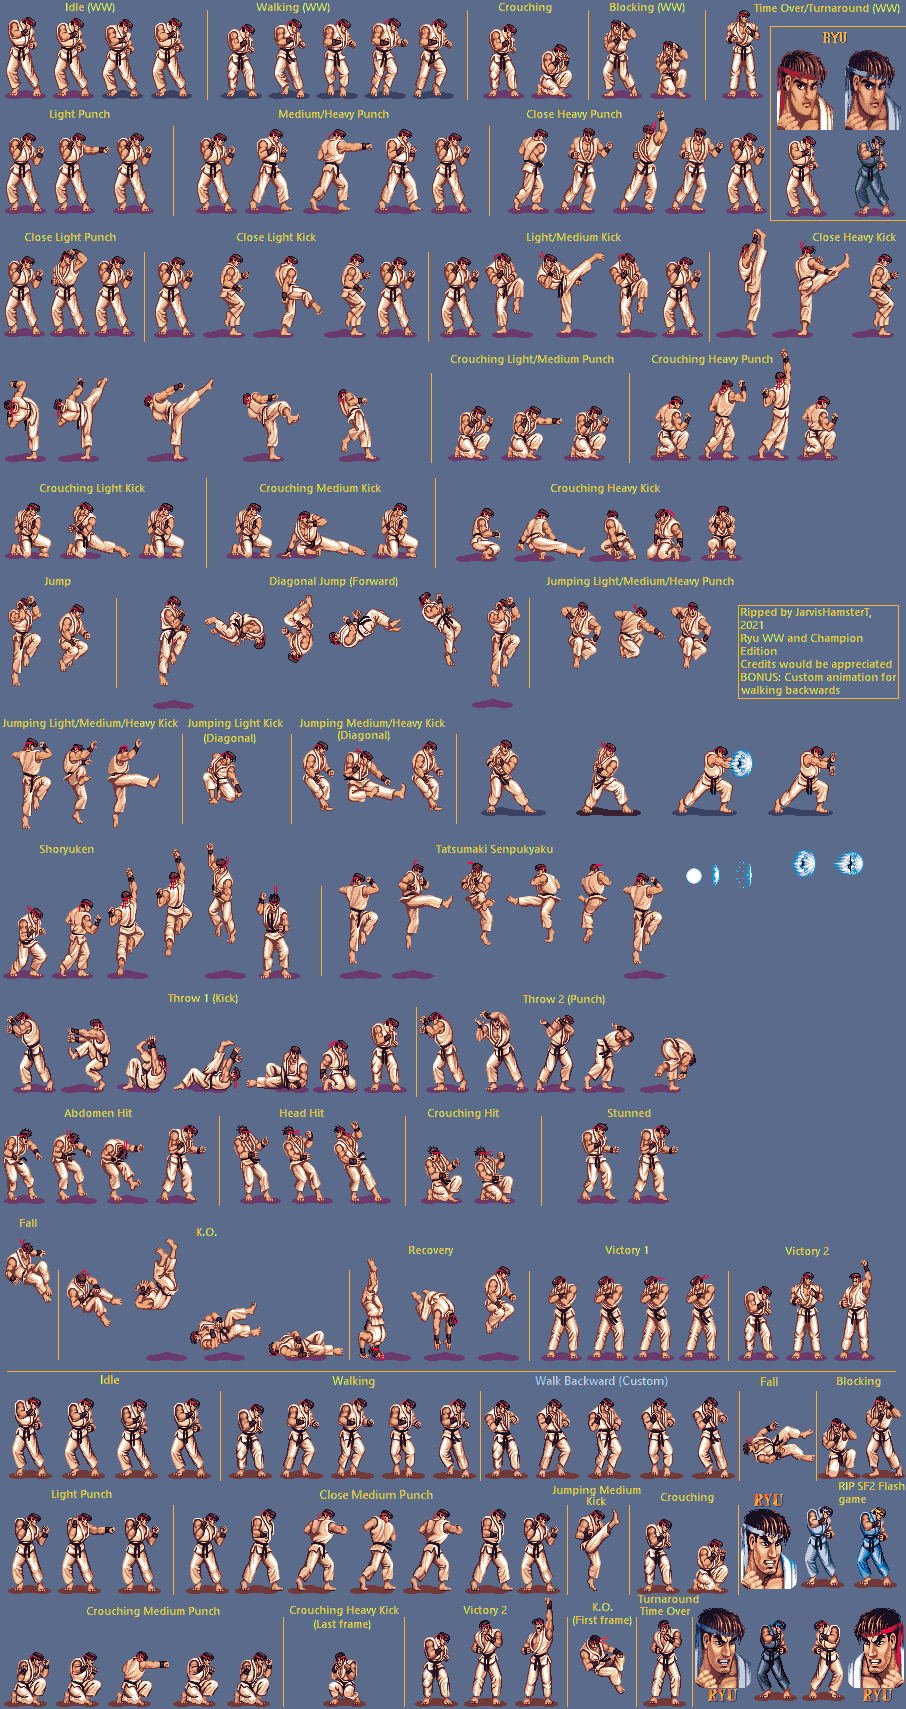 Idle (WW)
Walking (WW)
Crouching
Blocking (WW)
Time Over/Turnaround (WW)
RYU
Light Punch
Medium/Heavy Punch
Close Heavy Punch
Close Light Punch
Close Light Kick
Light/Medium Kick
Close Heavy Kick
Crouching Light/Medium Punch
Crouching Heavy Punch
Crouching Light Kick
Crouching Medium Kick
Crouching Heavy Kick
Jump
Diagonal Jump (Forward)
Jumping Light/Medium/Heavy Punch
Ripped by JarvisHamsterT,
2021
Ryu WW and Champion
Edition
Credits would be appreciated
BONUS: Custom animation for
walking backwards
Jumping Light/Medium/Heavy Kick
Jumping Light Kick
(Diagonal)
Jumping Medium/Heavy Kick
(Diagonal)
Shoryuken
Tatsumaki Senpukyaku
Throw 1 (Kick)
Throw 2 (Punch)
Abdomen Hit
Head Hit
Crouching Hit
Stunned
Fall
K.O.
Recovery
Victory 1
Victory 2
Idle
Walking
Walk Backward (Custom)
Fall
Blocking
Light Punch
Close Medium Punch
Jumping Medium
Kick
Crouching
RYU
RIP SF2 Flash
game
Crouching Medium Punch
Crouching Heavy Kick
(Last frame)
Victory 2
K.O.
(First frame)
Turnaround
Time Over
RYU
RYU